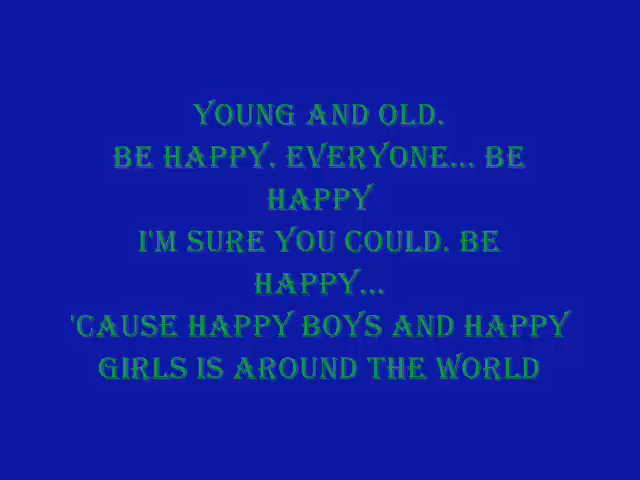 YOUNG AND OLD.
BE HAPPY. EVERYONE... BE
HAPPY
I'M SURE YOU COULD. BE
HAPPY...
'CAUSE HAPPY BOYS AND HAPPY
GIRLS IS AROUND THE WORLD